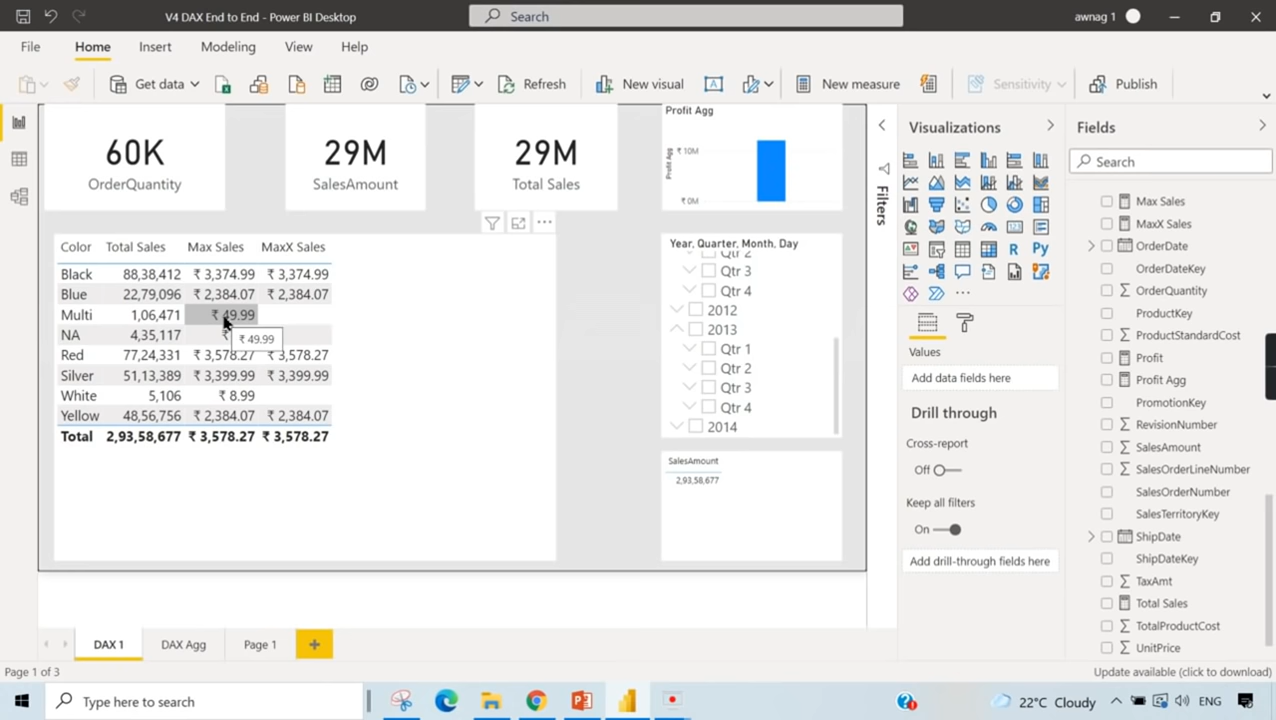 V4 DAX End to End - Power BI Desktop
Search
awnag 1
File Home Insert Modeling View Help
Get data Refresh New visual New measure Sensitivity Publish
60K
OrderQuantity
29M
SalesAmount
29M
Total Sales
Profit Agg
Profit Agg
₹ 10M
₹ 0M
Color Total Sales Max Sales MaxX Sales
Black 88,38,412 ₹ 3,374.99 ₹ 3,374.99
Blue 22,79,096 ₹ 2,384.07 ₹ 2,384.07
Multi 1,06,471 ₹ 49.99
NA 4,35,117 ₹
₹ 49.99
Red 77,24,331 ₹ 3,578.27 ₹ 3,578.27
Silver 51,13,389 ₹ 3,399.99 ₹ 3,399.99
White 5,106 ₹ 8.99
Yellow 48,56,756 ₹ 2,384.07 ₹ 2,384.07
Total 2,93,58,677 ₹ 3,578.27 ₹ 3,578.27
Year, Quarter, Month, Day
Qtr 2
Qtr 3
Qtr 4
2012
2013
Qtr 1
Qtr 2
Qtr 3
Qtr 4
2014
SalesAmount
2,93,58,677
Filters
Visualizations
R Py
Values
Add data fields here
Drill through
Cross-report
Off
Keep all filters
On
Add drill-through fields here
Fields
Search
Max Sales
MaxX Sales
OrderDate
OrderDateKey
OrderQuantity
ProductKey
ProductStandardCost
Profit
Profit Agg
PromotionKey
RevisionNumber
SalesAmount
SalesOrderLineNumber
SalesOrderNumber
SalesTerritoryKey
ShipDate
ShipDateKey
TaxAmt
Total Sales
TotalProductCost
UnitPrice
DAX 1 DAX Agg Page 1
Page 1 of 3
Update available (click to download)
Type here to search
22°C Cloudy
ENG